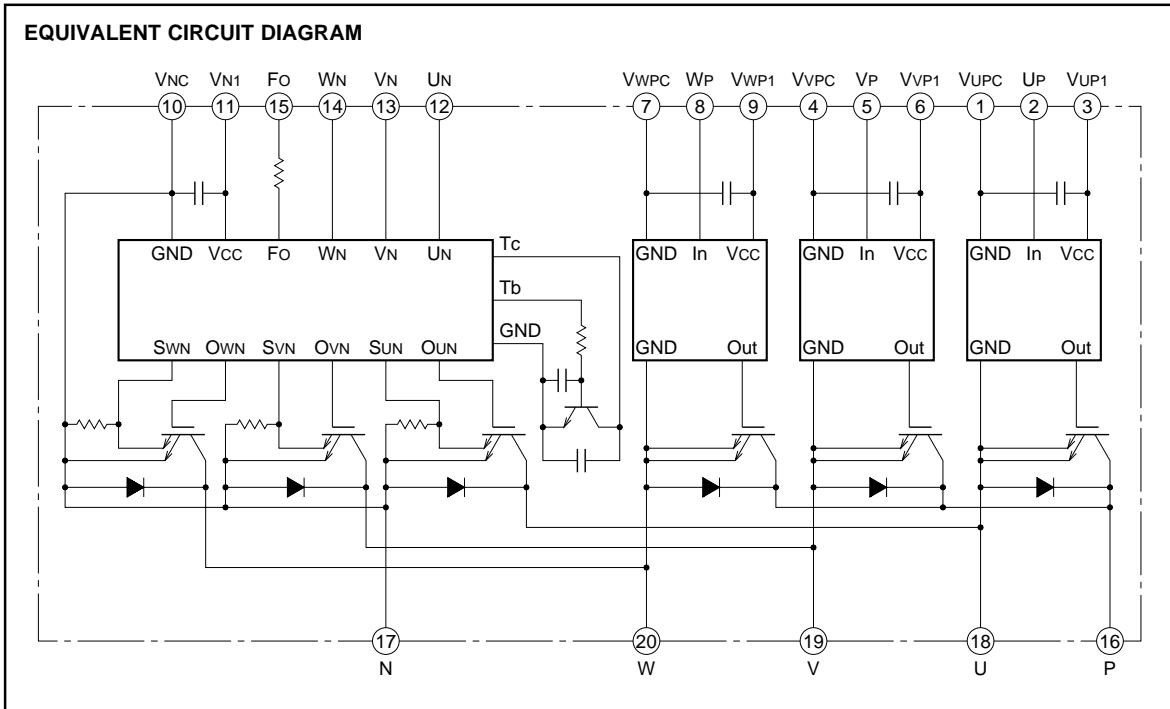 EQUIVALENT CIRCUIT DIAGRAM
VNC VN1 FO WN VN UN VWPC WP VWP1 VVPC VP VVP1 VUPC UP VUP1
10 11 15 14 13 12 7 8 9 4 5 6 1 2 3
GND VCC FO WN VN UN Tc GND In VCC GND In VCC GND In VCC
Tb
GND
SWN OWN SVN OVN SUN OUN GND Out GND Out GND Out
17 20 19 18 16
N W V U P